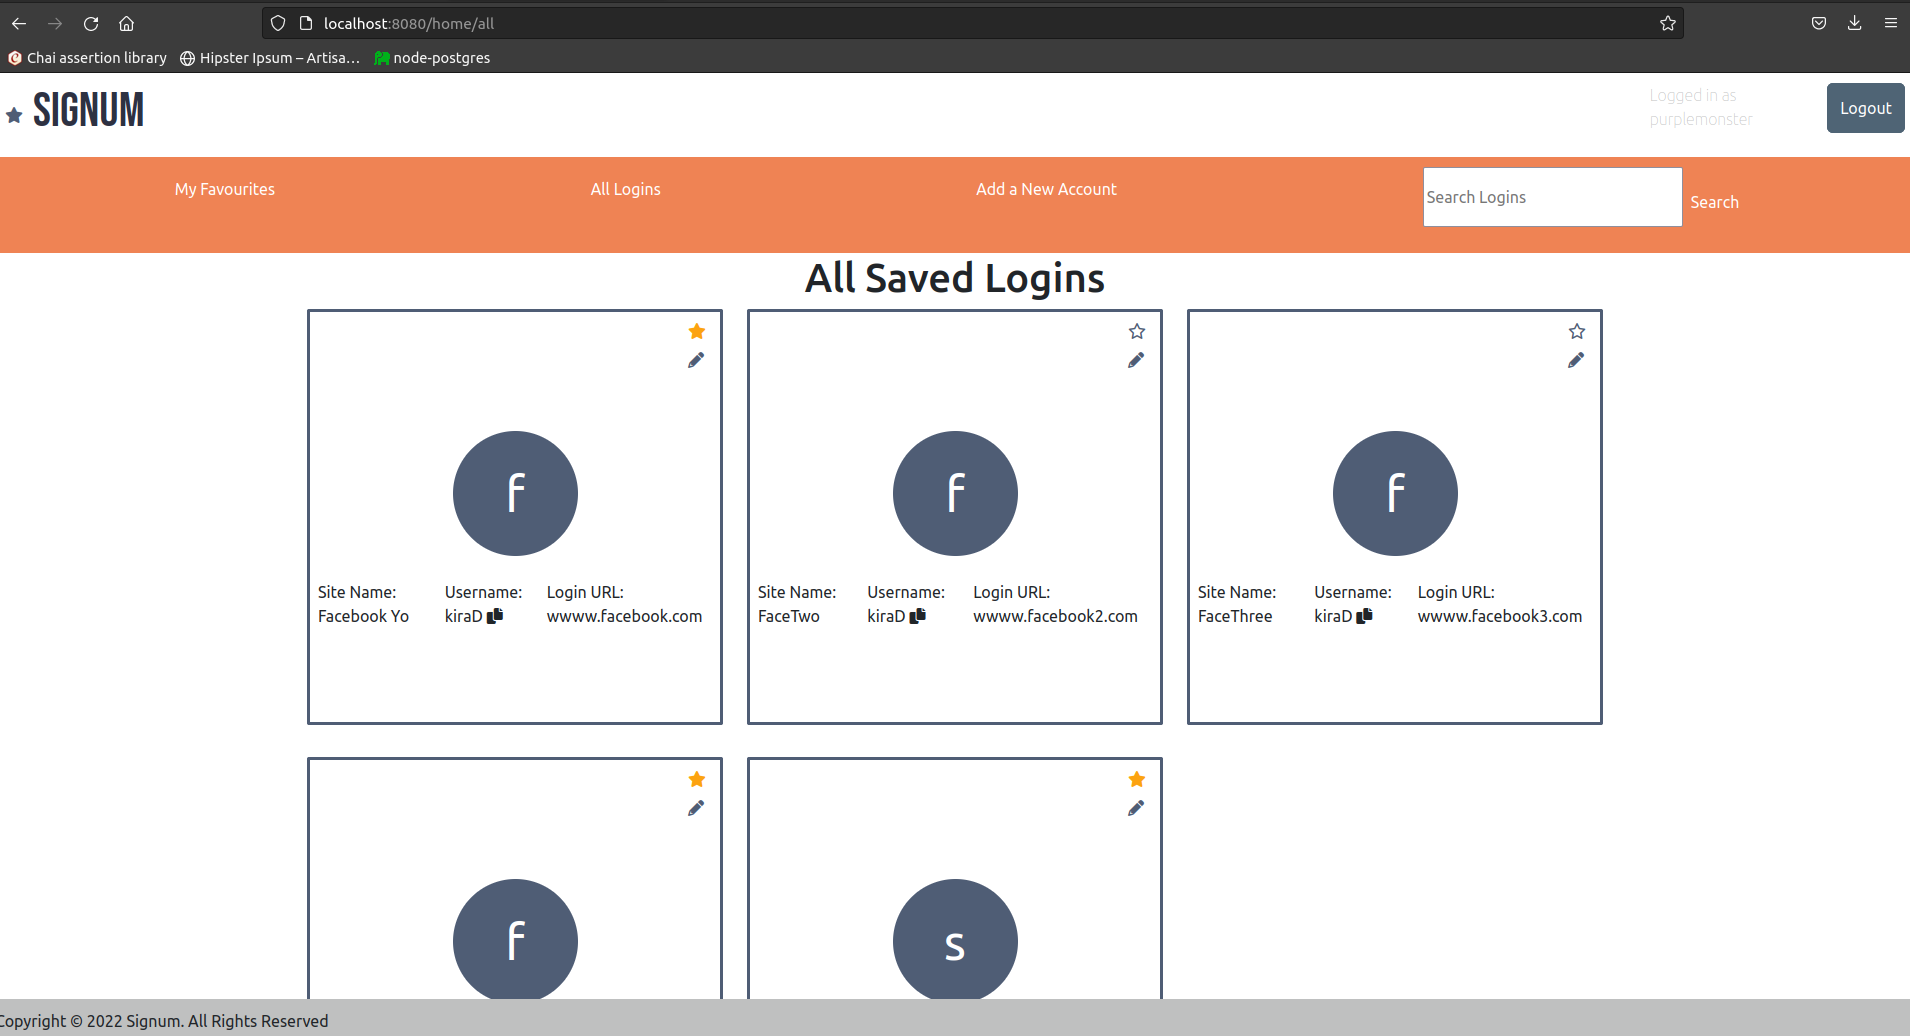 localhost:8080/home/all
Chai assertion library
Hipster Ipsum – Artisa…
node-postgres
SIGNUM
Logged in as
purplemonster
Logout
My Favourites
All Logins
Add a New Account
Search Logins
Search
All Saved Logins
f
Site Name:
Facebook Yo
Username:
kiraD
Login URL:
wwww.facebook.com
f
Site Name:
FaceTwo
Username:
kiraD
Login URL:
wwww.facebook2.com
f
Site Name:
FaceThree
Username:
kiraD
Login URL:
wwww.facebook3.com
f
s
Copyright © 2022 Signum. All Rights Reserved